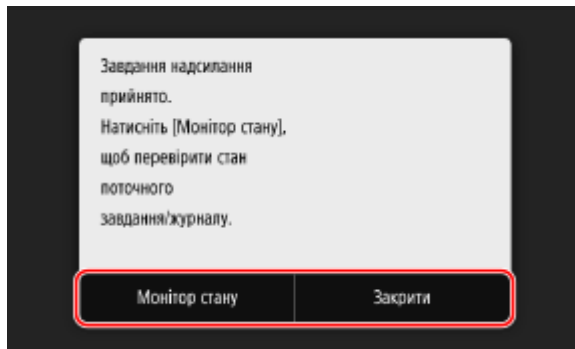 Завдання надсилання
прийнято.
Натисніть [Монітор стану],
щоб перевірити стан
поточного
завдання/журналу.
Монітор стану
Закрити